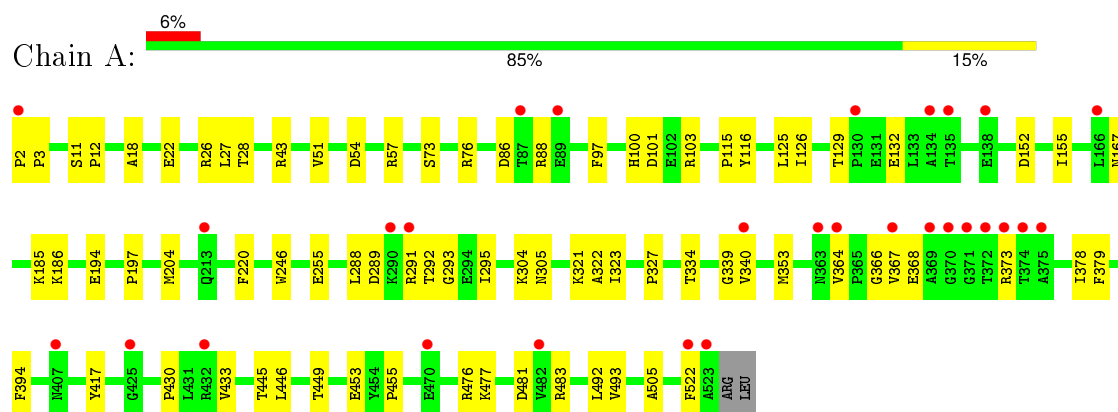 6%
Chain A:
85% 15%
P2 P3 S11 P12 A18 E22 R26 L27 T28 R43 V51 D54 R57 S73 R76 D86 T87 R88 E89 F97 H100 D101 E102 R103 P115 Y116 L125 I126 T129 P130 E131 E132 L133 A134 T135 E138 D152 I155 L166 N167
K185 K186 E194 P197 M204 Q213 F220 W246 E255 L288 D289 K290 R291 T292 G293 E294 I295 K304 N305 K321 A322 I323 P327 T334 G339 V340 M353 N363 V364 P365 G366 V367 E368 A369 G370 G371 T372 R373 T374 A375 I378 F379
F394 N407 Y417 G425 P430 L431 R432 V433 T445 L446 T449 E453 Y454 P455 E470 R476 K477 D481 V482 R483 L492 V493 A505 F522 A523 ARG LEU